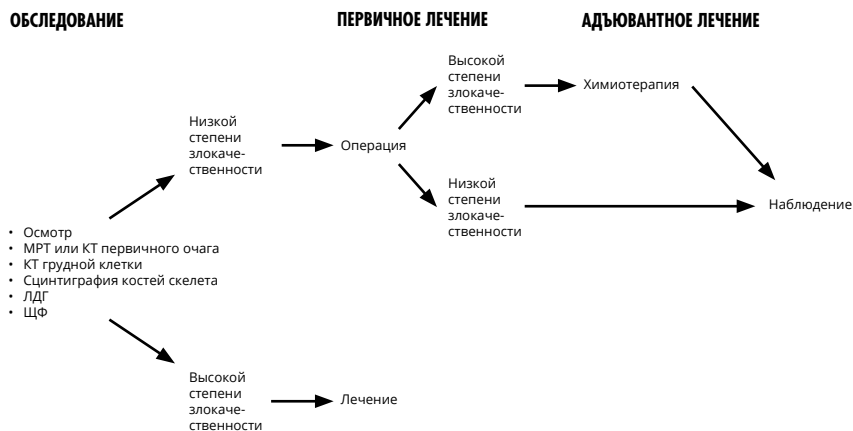 ОБСЛЕДОВАНИЕ
ПЕРВИЧНОЕ ЛЕЧЕНИЕ
АДЪЮВАНТНОЕ ЛЕЧЕНИЕ
• Осмотр
• МРТ или КТ первичного очага
• КТ грудной клетки
• Сцинтиграфия костей скелета
• ЛДГ
• ЩФ
Низкой
степени
злокаче-
ственности
Операция
Высокой
степени
злокаче-
ственности
Химиотерапия
Низкой
степени
злокаче-
ственности
Наблюдение
Высокой
степени
злокаче-
ственности
Лечение